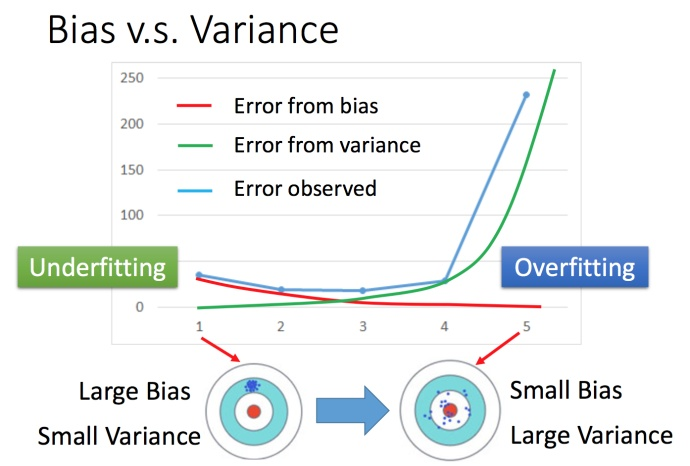 Bias v.s. Variance
250
200
150
100
0
Error from bias
Error from variance
Error observed
Underfitting
Overfitting
1 2 3 4 5
Large Bias
Small Variance
Small Bias
Large Variance